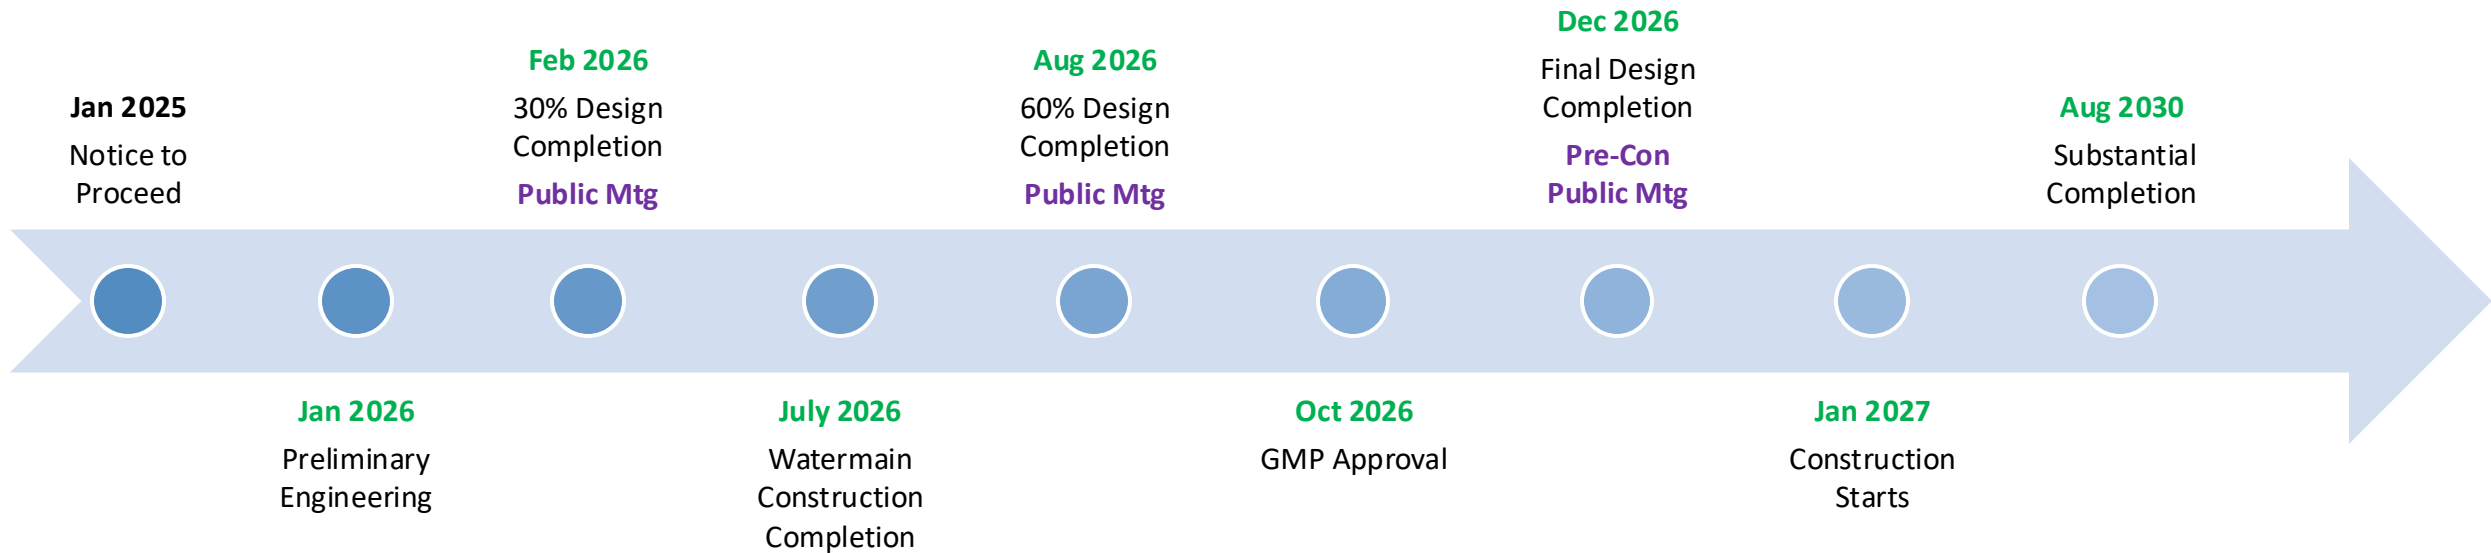 Jan 2025
Notice to
Proceed
Jan 2026
Preliminary
Engineering
Feb 2026
30% Design
Completion
Public Mtg
July 2026
Watermain
Construction
Completion
Aug 2026
60% Design
Completion
Public Mtg
Oct 2026
GMP Approval
Dec 2026
Final Design
Completion
Pre-Con
Public Mtg
Jan 2027
Construction
Starts
Aug 2030
Substantial
Completion